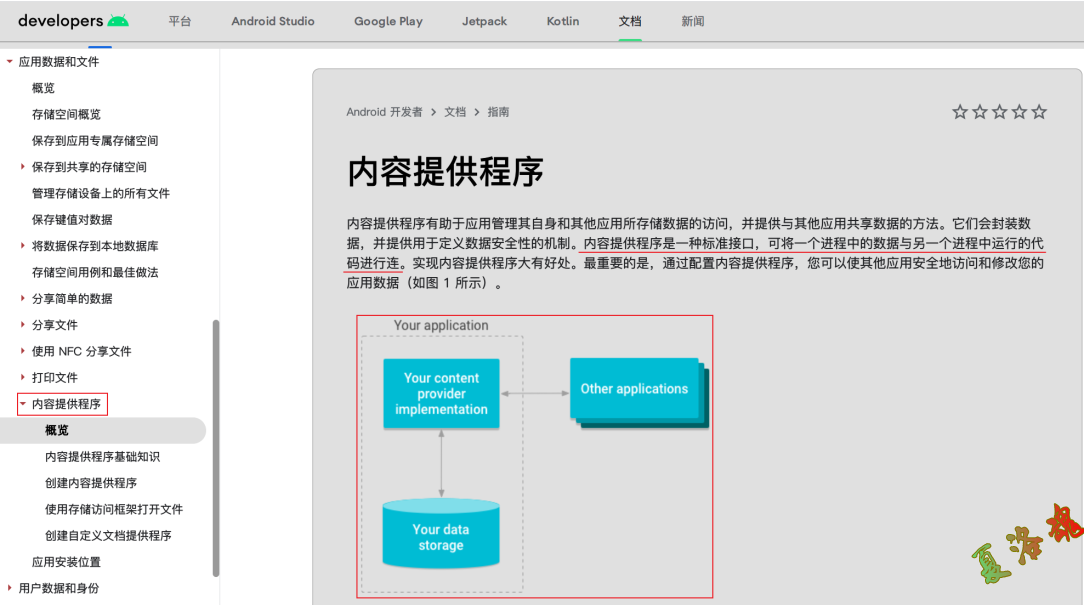 developers 平台 Android Studio Google Play Jetpack Kotlin 文档 新闻
应用数据和文件
概览
存储空间概览
保存到应用专属存储空间
保存到共享的存储空间
管理存储设备上的所有文件
保存键值对数据
将数据保存到本地数据库
存储空间用例和最佳做法
分享简单的数据
分享文件
使用 NFC 分享文件
打印文件
内容提供程序
概览
内容提供程序基础知识
创建内容提供程序
使用存储访问框架打开文件
创建自定义文档提供程序
应用安装位置
用户数据和身份
Android 开发者 > 文档 > 指南
内容提供程序
内容提供程序有助于应用管理其自身和其他应用所存储数据的访问，并提供与其他应用共享数据的方法。它们会封装数
据，并提供用于定义数据安全性的机制。内容提供程序是一种标准接口，可将一个进程中的数据与另一个进程中运行的代
码进行连。实现内容提供程序大有好处。最重要的是，通过配置内容提供程序，您可以使其他应用安全地访问和修改您的
应用数据（如图 1 所示）。
Your application
Your content
provider
implementation
Other applications
Your data
storage